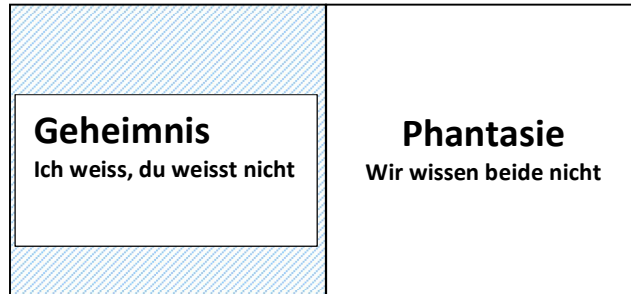 Geheimnis
Ich weiss, du weisst nicht
Phantasie
Wir wissen beide nicht